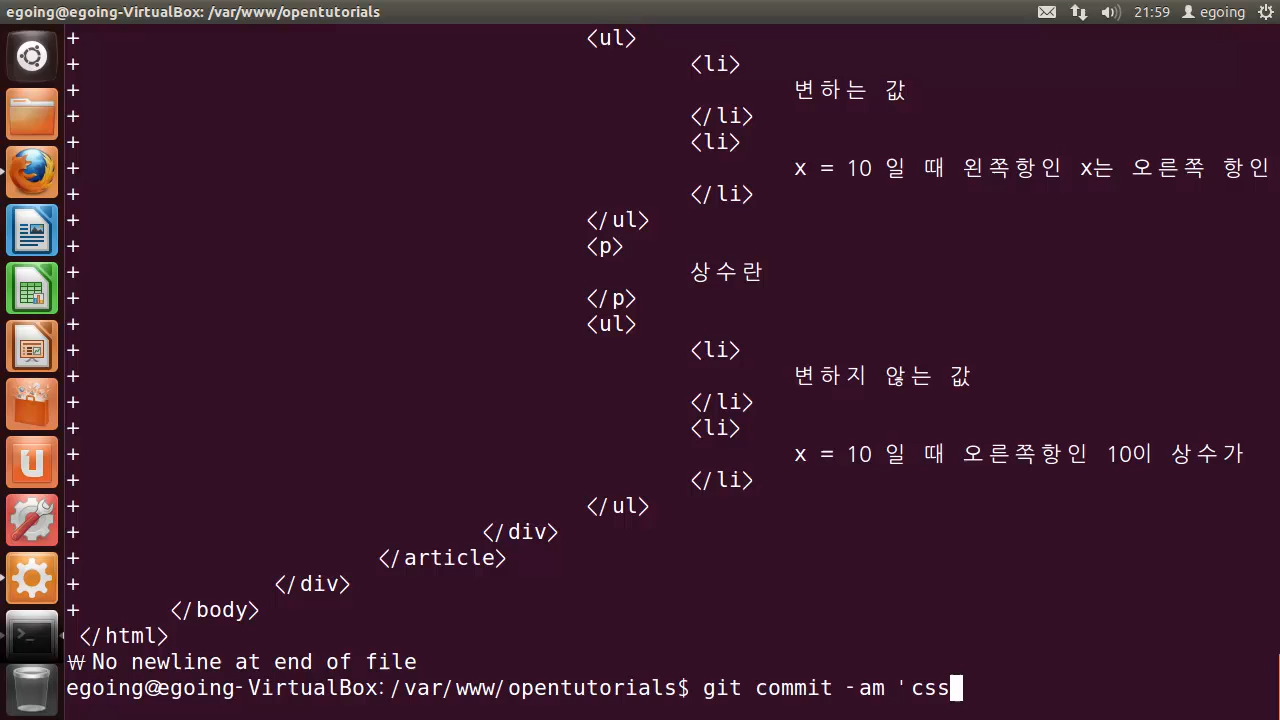 egoing@egoing-VirtualBox: /var/www/opentutorials 21:59 egoing
+ <ul>
+ <li>
+ 변하는 값
+ </li>
+ <li>
+ x = 10 일 때 왼쪽항인 x는 오른쪽 항인
+ </li>
+ </ul>
+ <p>
+ 상수란
+ </p>
+ <ul>
+ <li>
+ 변하지 않는 값
+ </li>
+ <li>
+ x = 10 일 때 오른쪽항인 10이 상수가
+ </li>
+ </ul>
+ </div>
+ </article>
+ </div>
+ </body>
</html>
₩ No newline at end of file
egoing@egoing-VirtualBox:/var/www/opentutorials$ git commit -am 'css